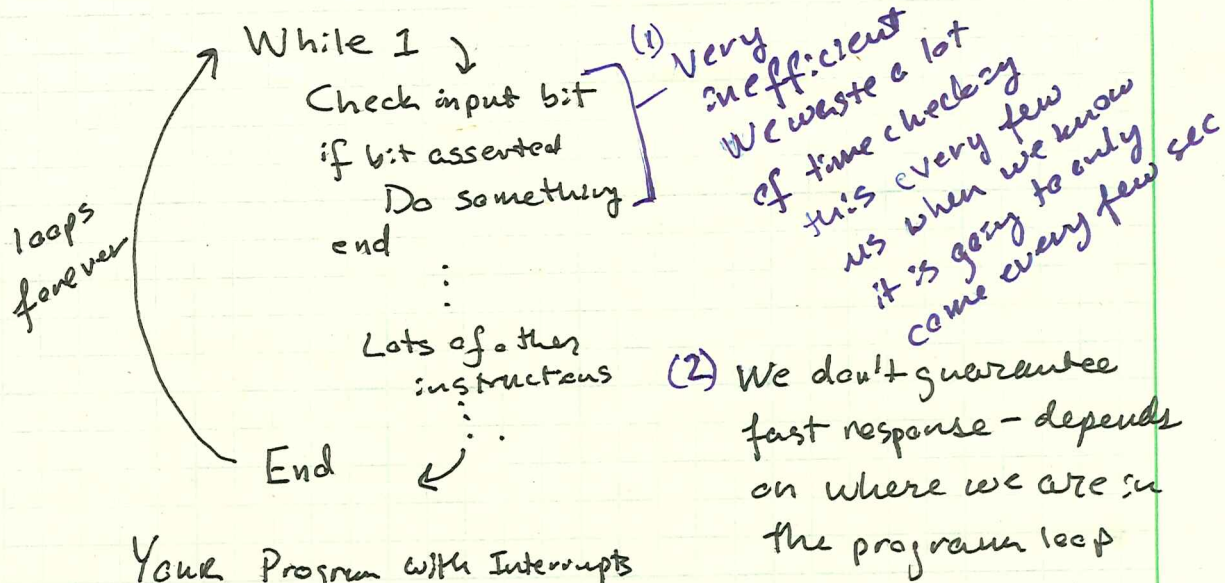 While 1
Check input bit
if bit asserted
Do something
end
Lots of other
instructions
End
loops
forever
(1) Very
inefficient
We waste a lot
of time checking
this every few
us when we know
it is going to only
come every few sec
(2) We don't guarantee
fast response - depends
on where we are in
the program loop
Your Program with Interrupts